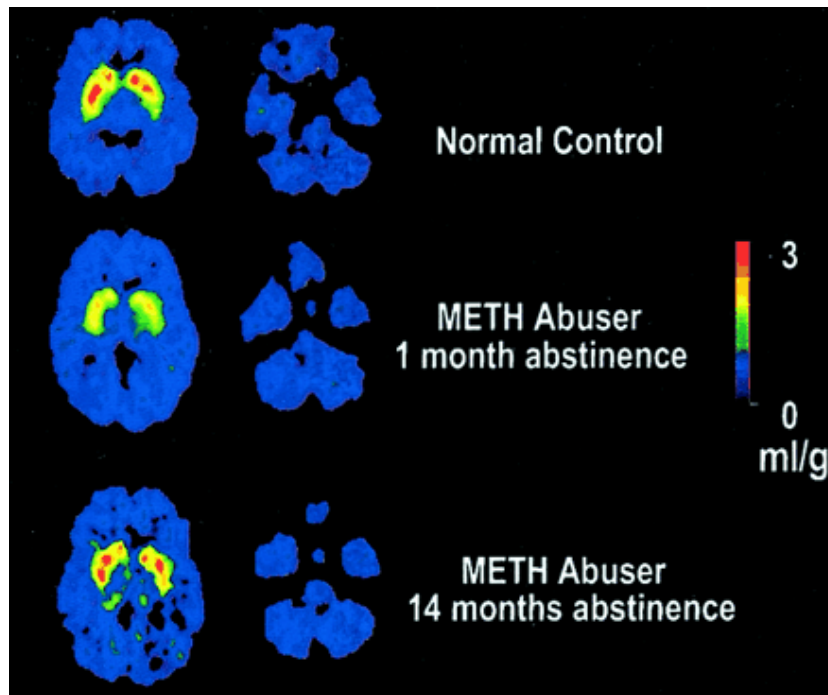 Normal Control
3
METH Abuser
1 month abstinence
0
ml/g
METH Abuser
14 months abstinence